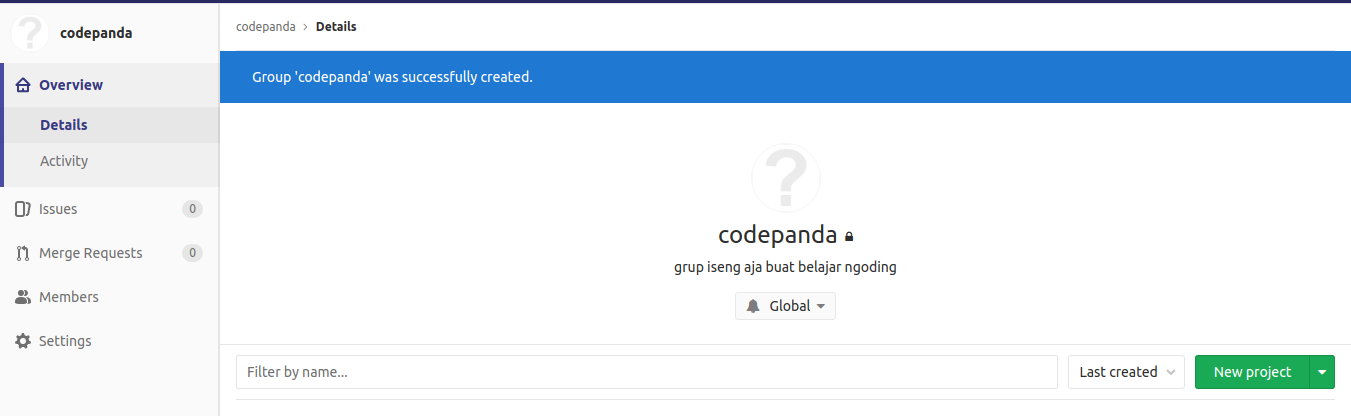 codepanda
Overview
Details
Activity
Issues 0
Merge Requests 0
Members
Settings
codepanda › Details
Group 'codepanda' was successfully created.
?
codepanda
grup iseng aja buat belajar ngoding
Global
Filter by name...
Last created
New project